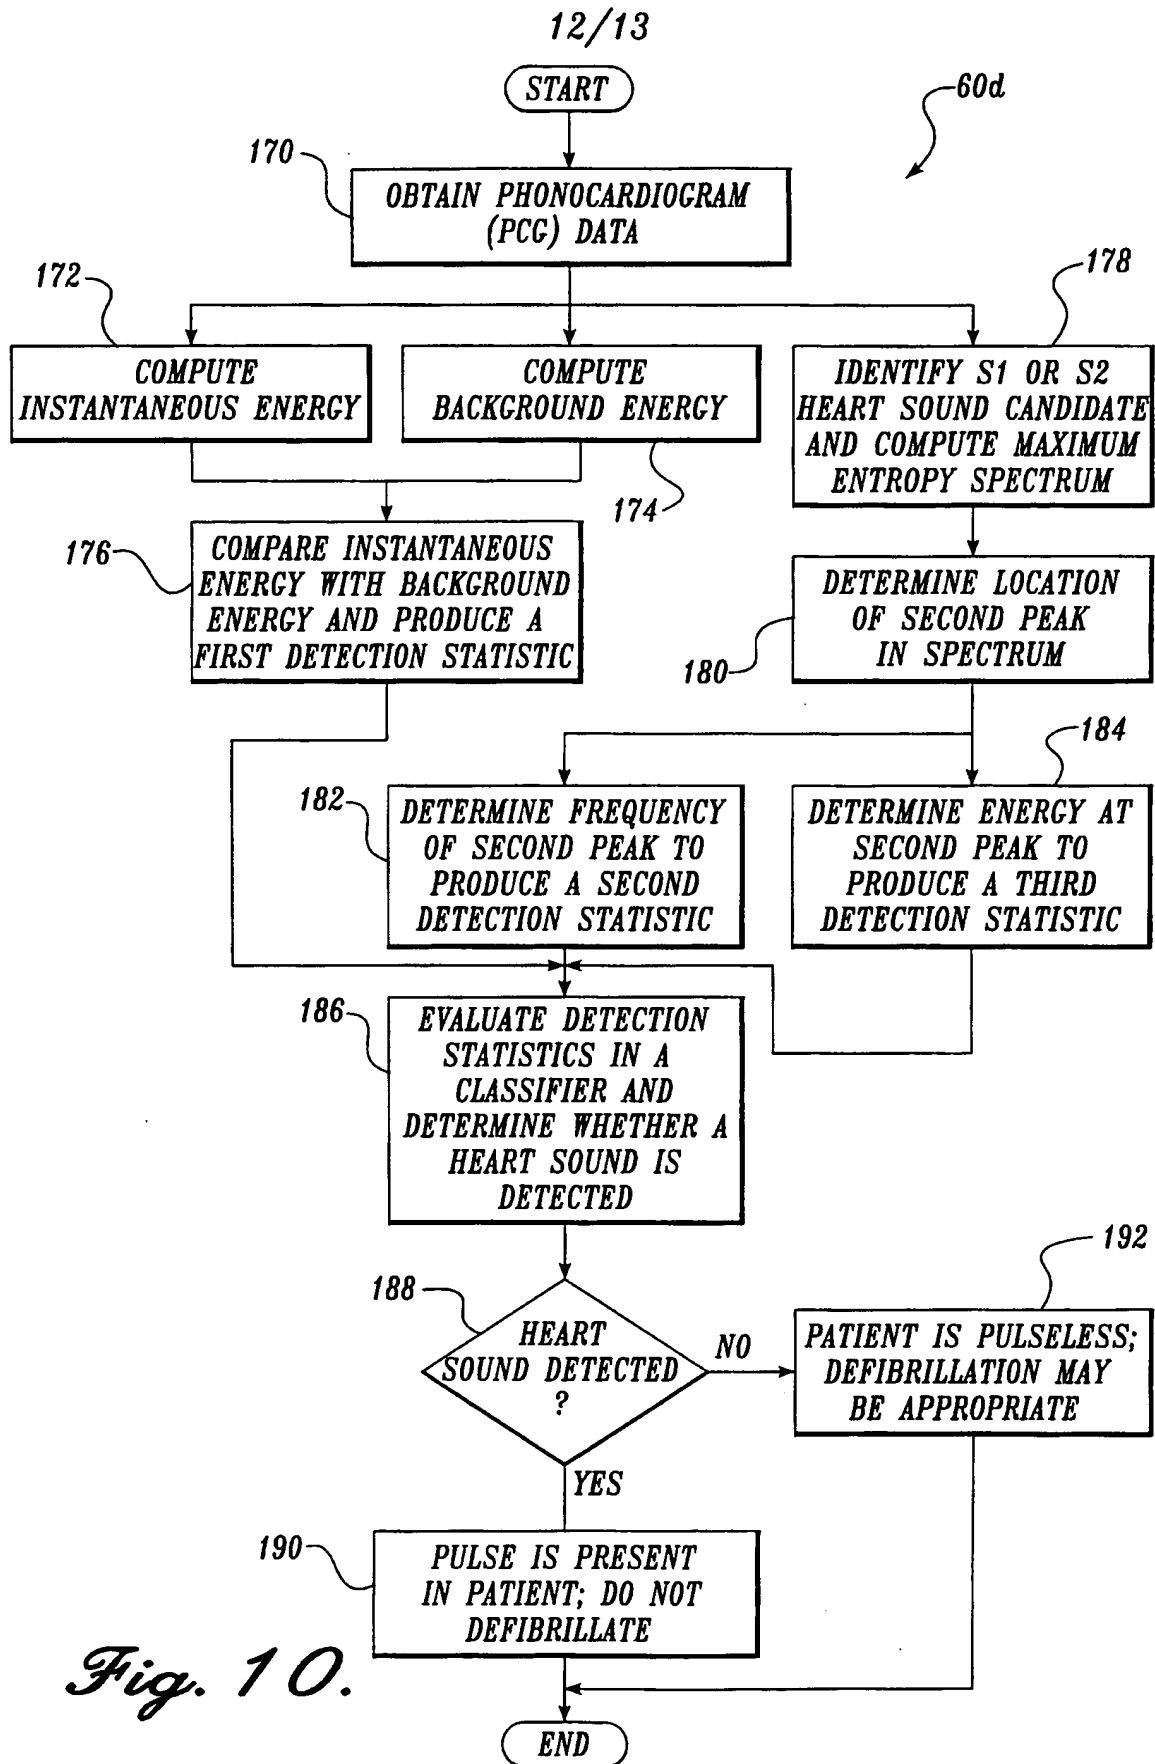 12/13
START
60d
170
OBTAIN PHONOCARDIOGRAM
(PCG) DATA
172
178
COMPUTE
INSTANTANEOUS ENERGY
COMPUTE
BACKGROUND ENERGY
174
IDENTIFY S1 OR S2
HEART SOUND CANDIDATE
AND COMPUTE MAXIMUM
ENTROPY SPECTRUM
176
COMPARE INSTANTANEOUS
ENERGY WITH BACKGROUND
ENERGY AND PRODUCE A
FIRST DETECTION STATISTIC
DETERMINE LOCATION
OF SECOND PEAK
IN SPECTRUM
180
184
182
DETERMINE FREQUENCY
OF SECOND PEAK TO
PRODUCE A SECOND
DETECTION STATISTIC
DETERMINE ENERGY AT
SECOND PEAK TO
PRODUCE A THIRD
DETECTION STATISTIC
186
EVALUATE DETECTION
STATISTICS IN A
CLASSIFIER AND
DETERMINE WHETHER A
HEART SOUND IS
DETECTED
188
HEART
SOUND DETECTED
?
NO
192
PATIENT IS PULSELESS;
DEFIBRILLATION MAY
BE APPROPRIATE
YES
190
PULSE IS PRESENT
IN PATIENT; DO NOT
DEFIBRILLATE
Fig. 10.
END